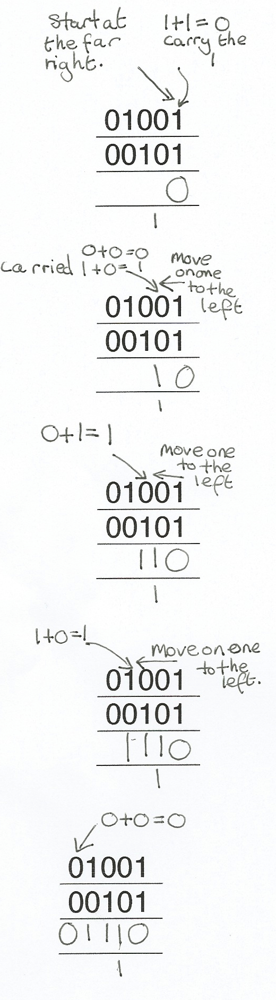 Start at
the far
right.
1+1=0
carry the
1
01001
00101
0
1
0+0=0
carried 1+0=1
move
on one
to the
left
01001
00101
10
1
0+1=1
move one
to the
left
01001
00101
110
1
1+0=1
move on one
to the
left.
01001
00101
1110
1
0+0=0
01001
00101
01110
1